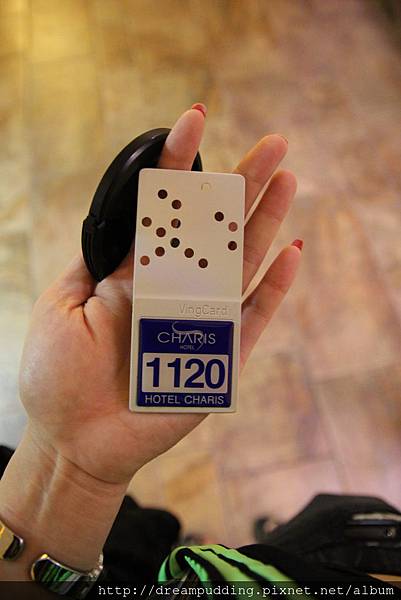 VingCard
CHARIS
HOTEL
1120
HOTEL CHARIS
http://dreampudding.pixnet.net/album